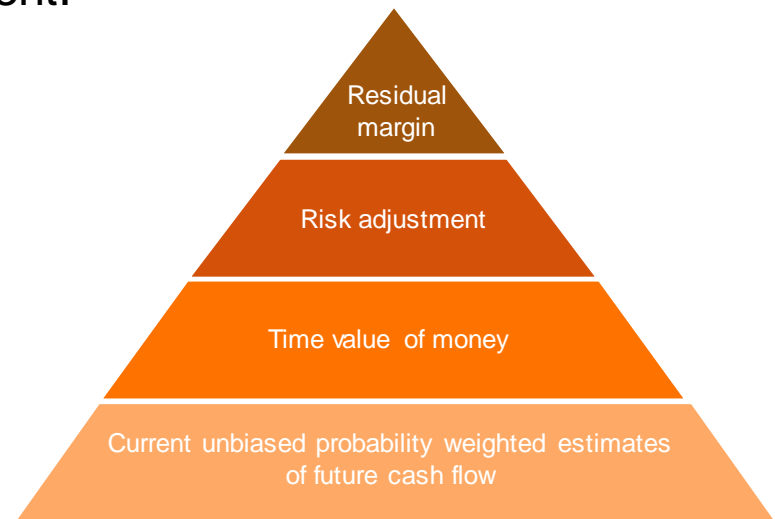 Residual
margin
Risk adjustment
Time value of money
Current unbiased probability weighted estimates
of future cash flow